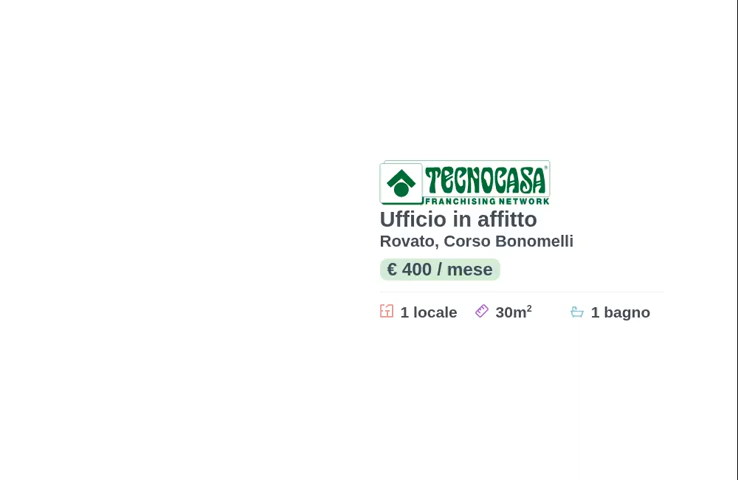 TECNOCASA
FRANCHISING NETWORK
Ufficio in affitto
Rovato, Corso Bonomelli
€ 400 / mese
1 locale 30m² 1 bagno